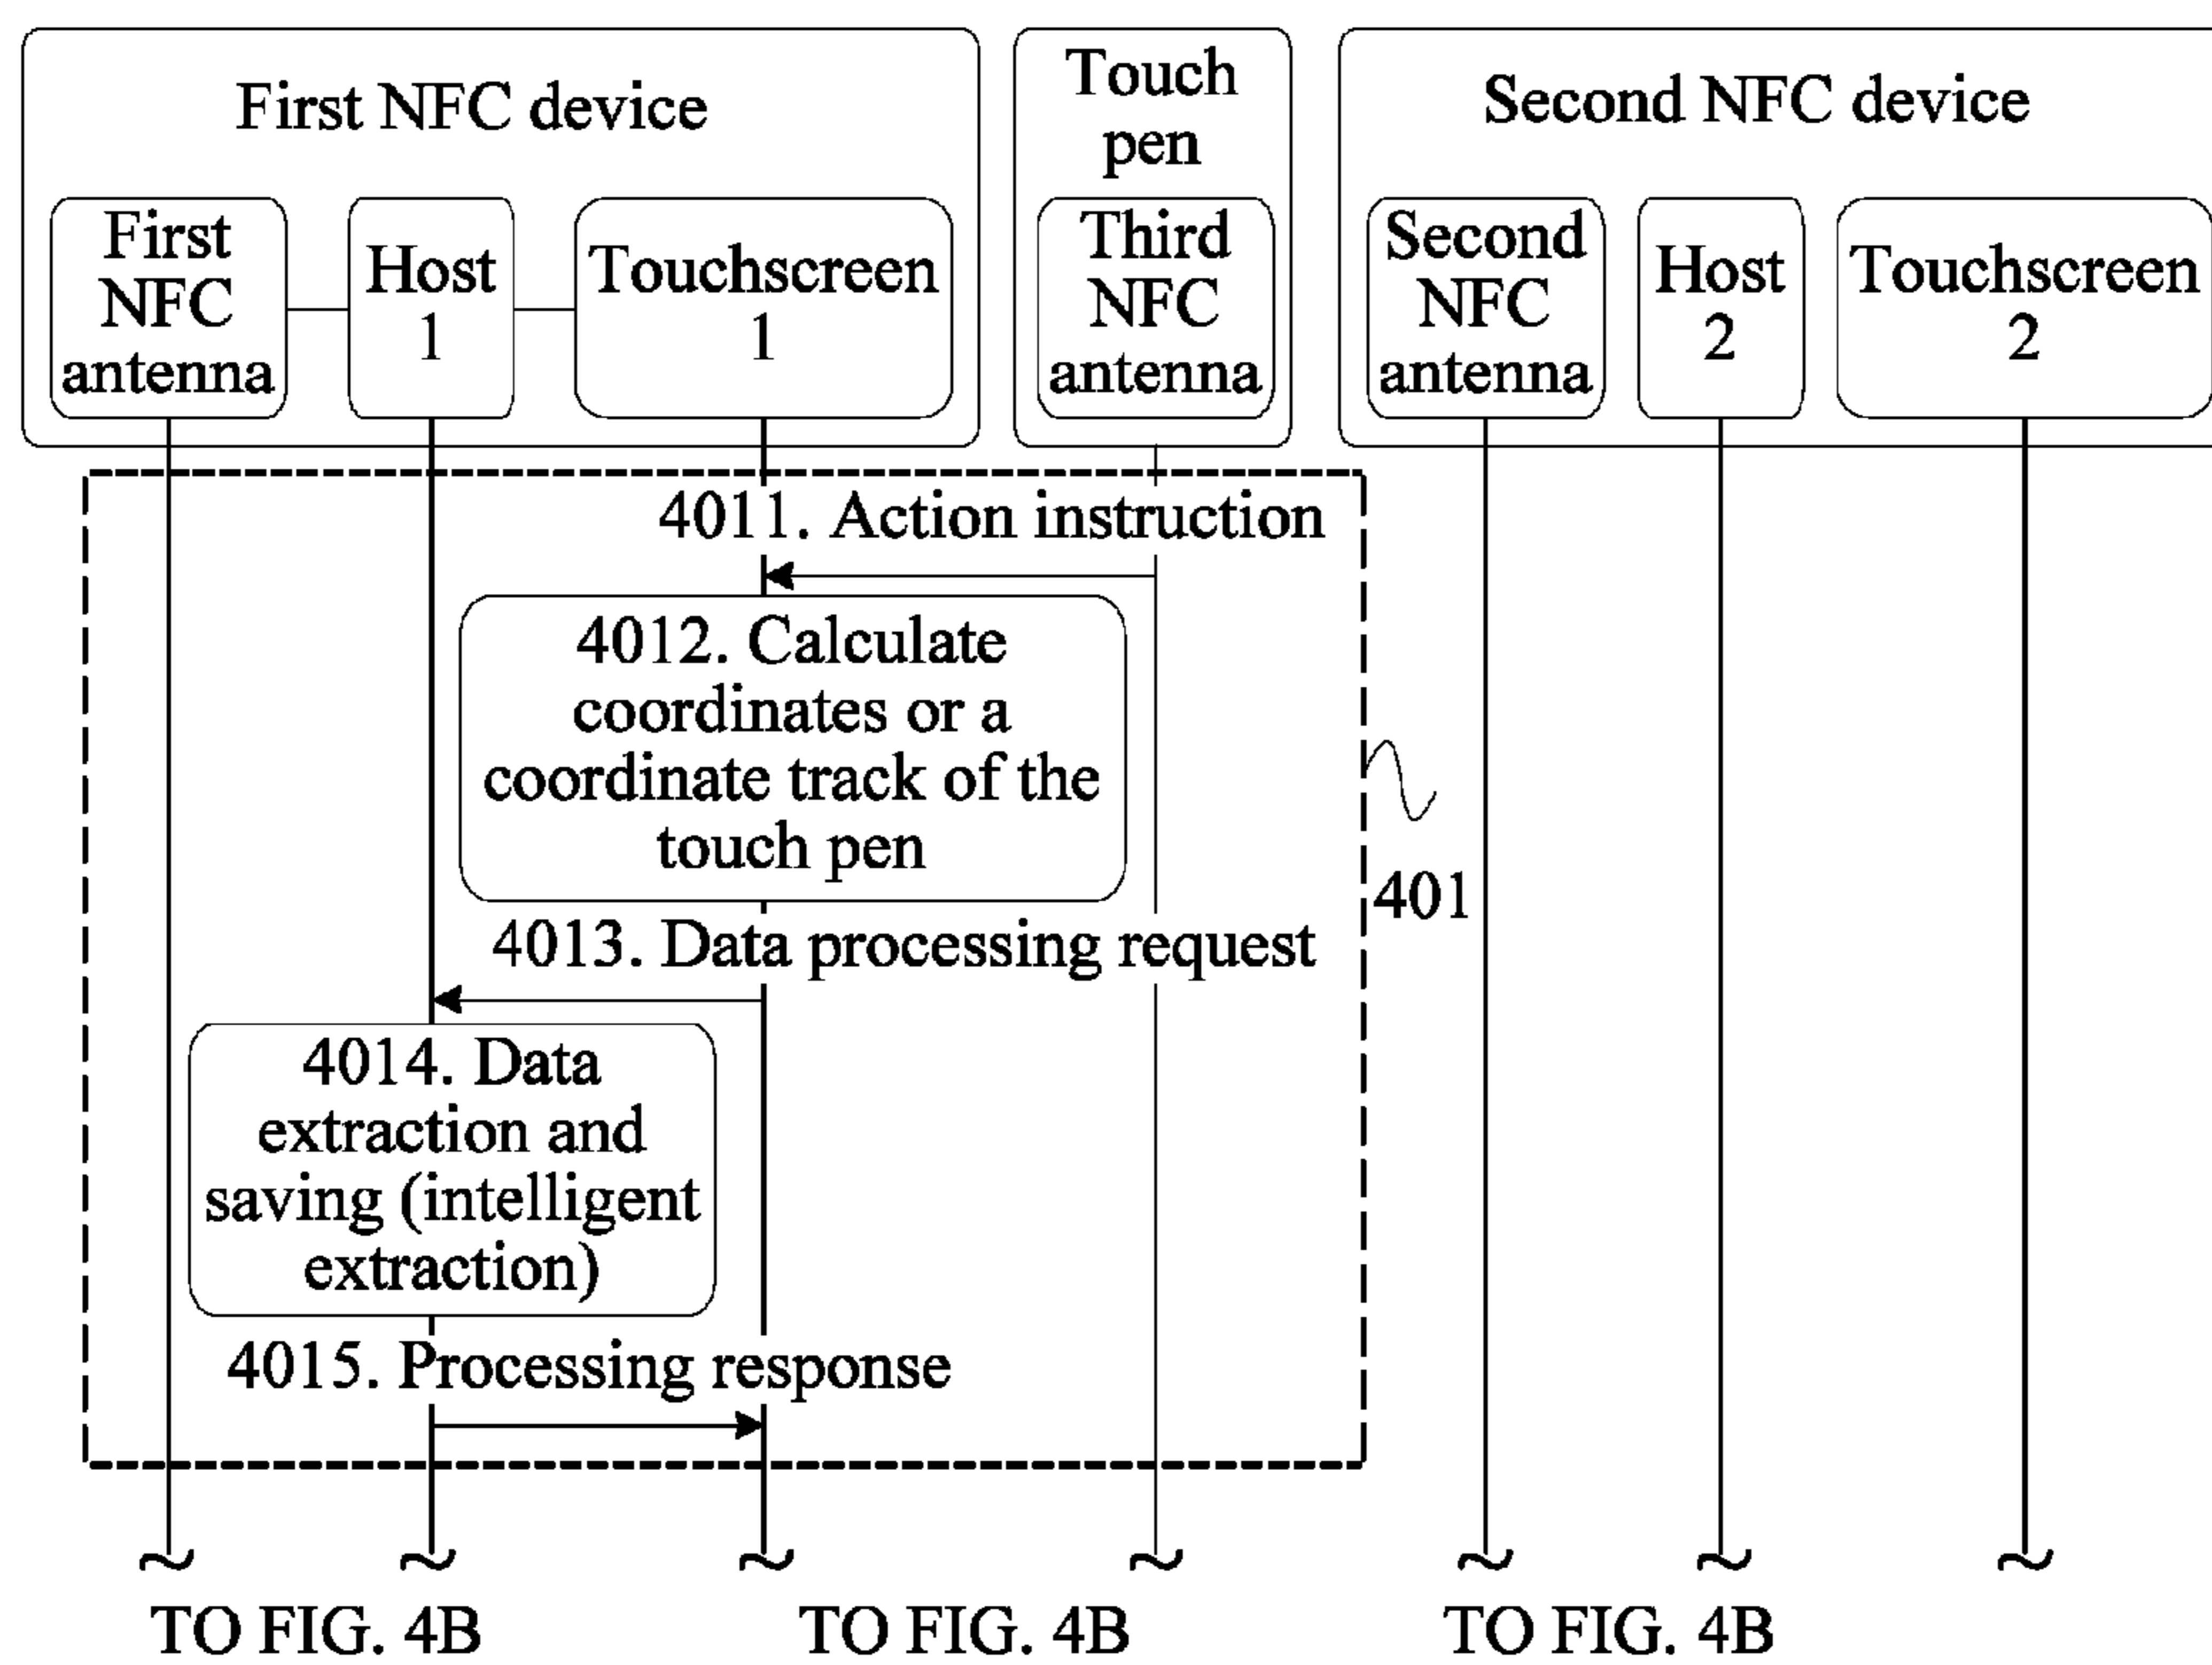 First NFC device
Touch
pen
Second NFC device
First
NFC
antenna
Host
1
Touchscreen
1
Third
NFC
antenna
Second
NFC
antenna
Host
2
Touchscreen
2
4011. Action instruction
4012. Calculate
coordinates or a
coordinate track of the
touch pen
401
4013. Data processing request
4014. Data
extraction and
saving (intelligent
extraction)
4015. Processing response
TO FIG. 4B
TO FIG. 4B
TO FIG. 4B